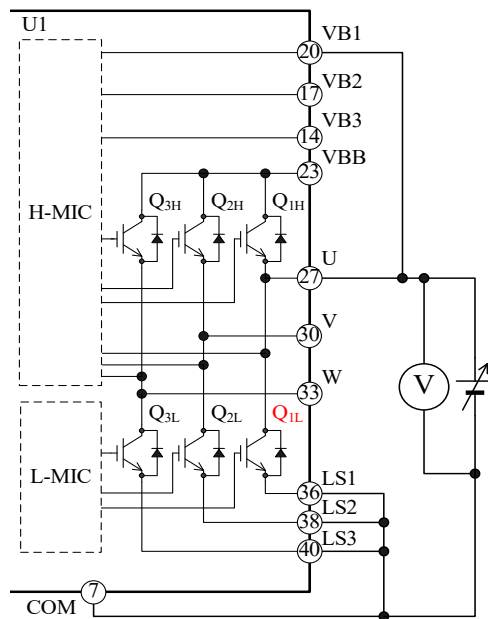 U1
VB1
20
VB2
17
VB3
14
VBB
23
H-MIC
Q3H
Q2H
Q1H
U
27
V
30
V
W
33
Q3L
Q2L
Q1L
L-MIC
LS1
36
LS2
38
LS3
40
7
COM